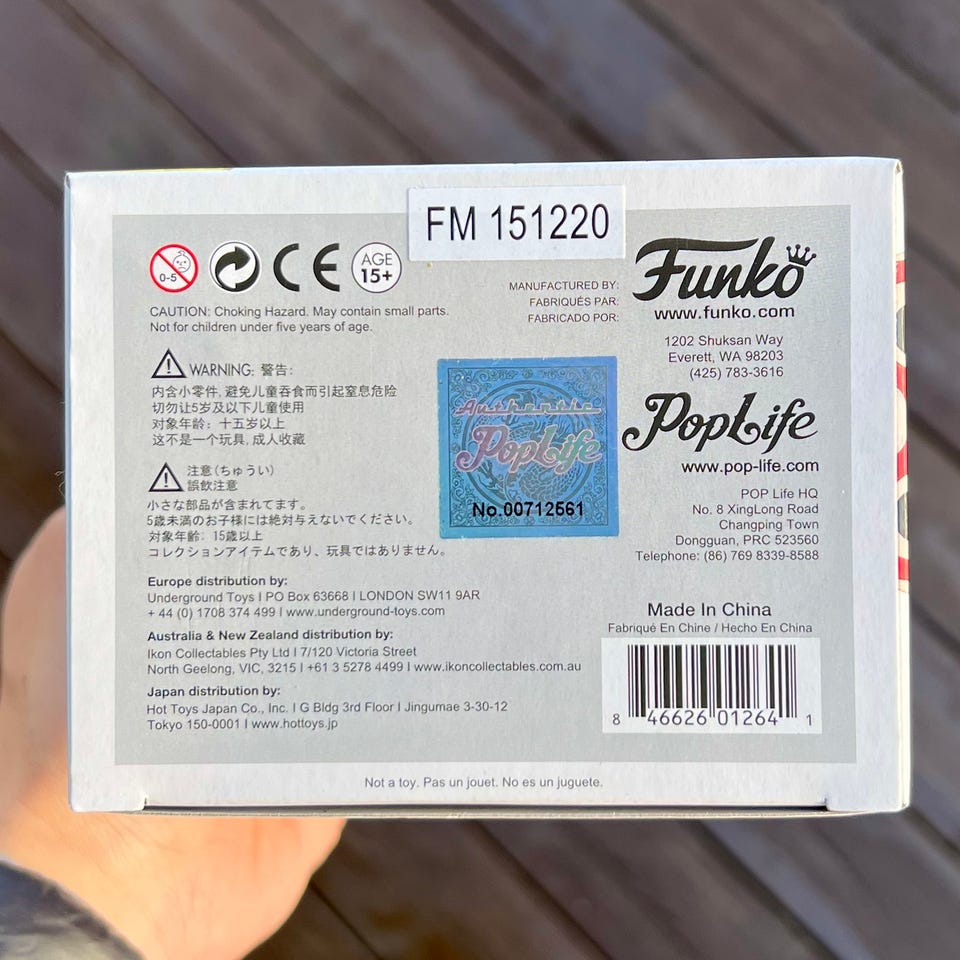 FM 151220
0-5
CE
AGE
15+
CAUTION: Choking Hazard. May contain small parts.
Not for children under five years of age.
WARNING: 警告:
内含小零件, 避免儿童吞食而引起窒息危险
切勿让5岁及以下儿童使用
对象年龄: 十五岁以上
这不是一个玩具, 成人收藏
注意(ちゅうい)
誤飲注意
小さな部品が含まれてます。
5歳未満のお子様には絶対与えないでください。
対象年齢: 15歳以上
コレクションアイテムであり、玩具ではありません。
Europe distribution by:
Underground Toys I PO Box 63668 I LONDON SW11 9AR
+ 44 (0) 1708 374 499 I www.underground-toys.com
Australia & New Zealand distribution by:
Ikon Collectables Pty Ltd I 7/120 Victoria Street
North Geelong, VIC, 3215 I +61 3 5278 4499 I www.ikoncollectables.com.au
Japan distribution by:
Hot Toys Japan Co., Inc. I G Bldg 3rd Floor I Jingumae 3-30-12
Tokyo 150-0001 I www.hottoys.jp
Authentic
PopLife
No.00712561
MANUFACTURED BY:
FABRIQUÉS PAR:
FABRICADO POR:
Funko
www.funko.com
1202 Shuksan Way
Everett, WA 98203
(425) 783-3616
PopLife
www.pop-life.com
POP Life HQ
No. 8 XingLong Road
Changping Town
Dongguan, PRC 523560
Telephone: (86) 769 8339-8588
Made In China
Fabriqué En Chine / Hecho En China
8 46626 01264 1
Not a toy. Pas un jouet. No es un juguete.